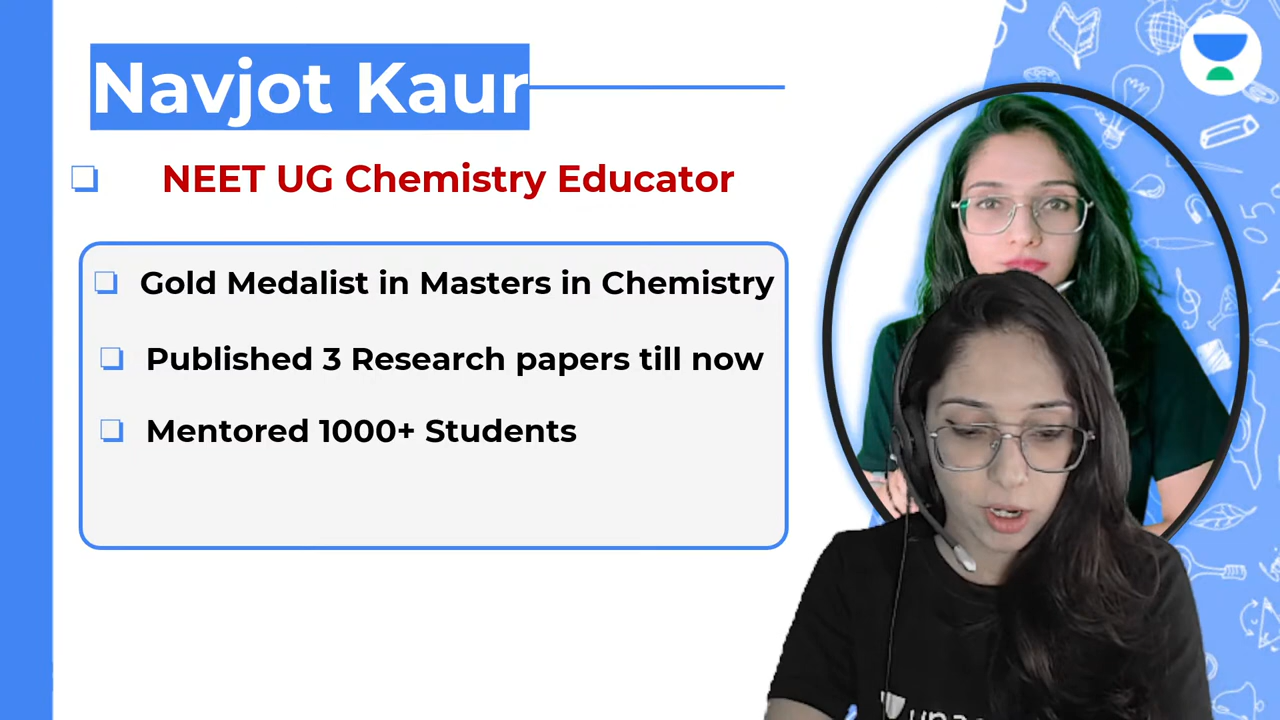 Navjot Kaur
NEET UG Chemistry Educator
Gold Medalist in Masters in Chemistry
Published 3 Research papers till now
Mentored 1000+ Students